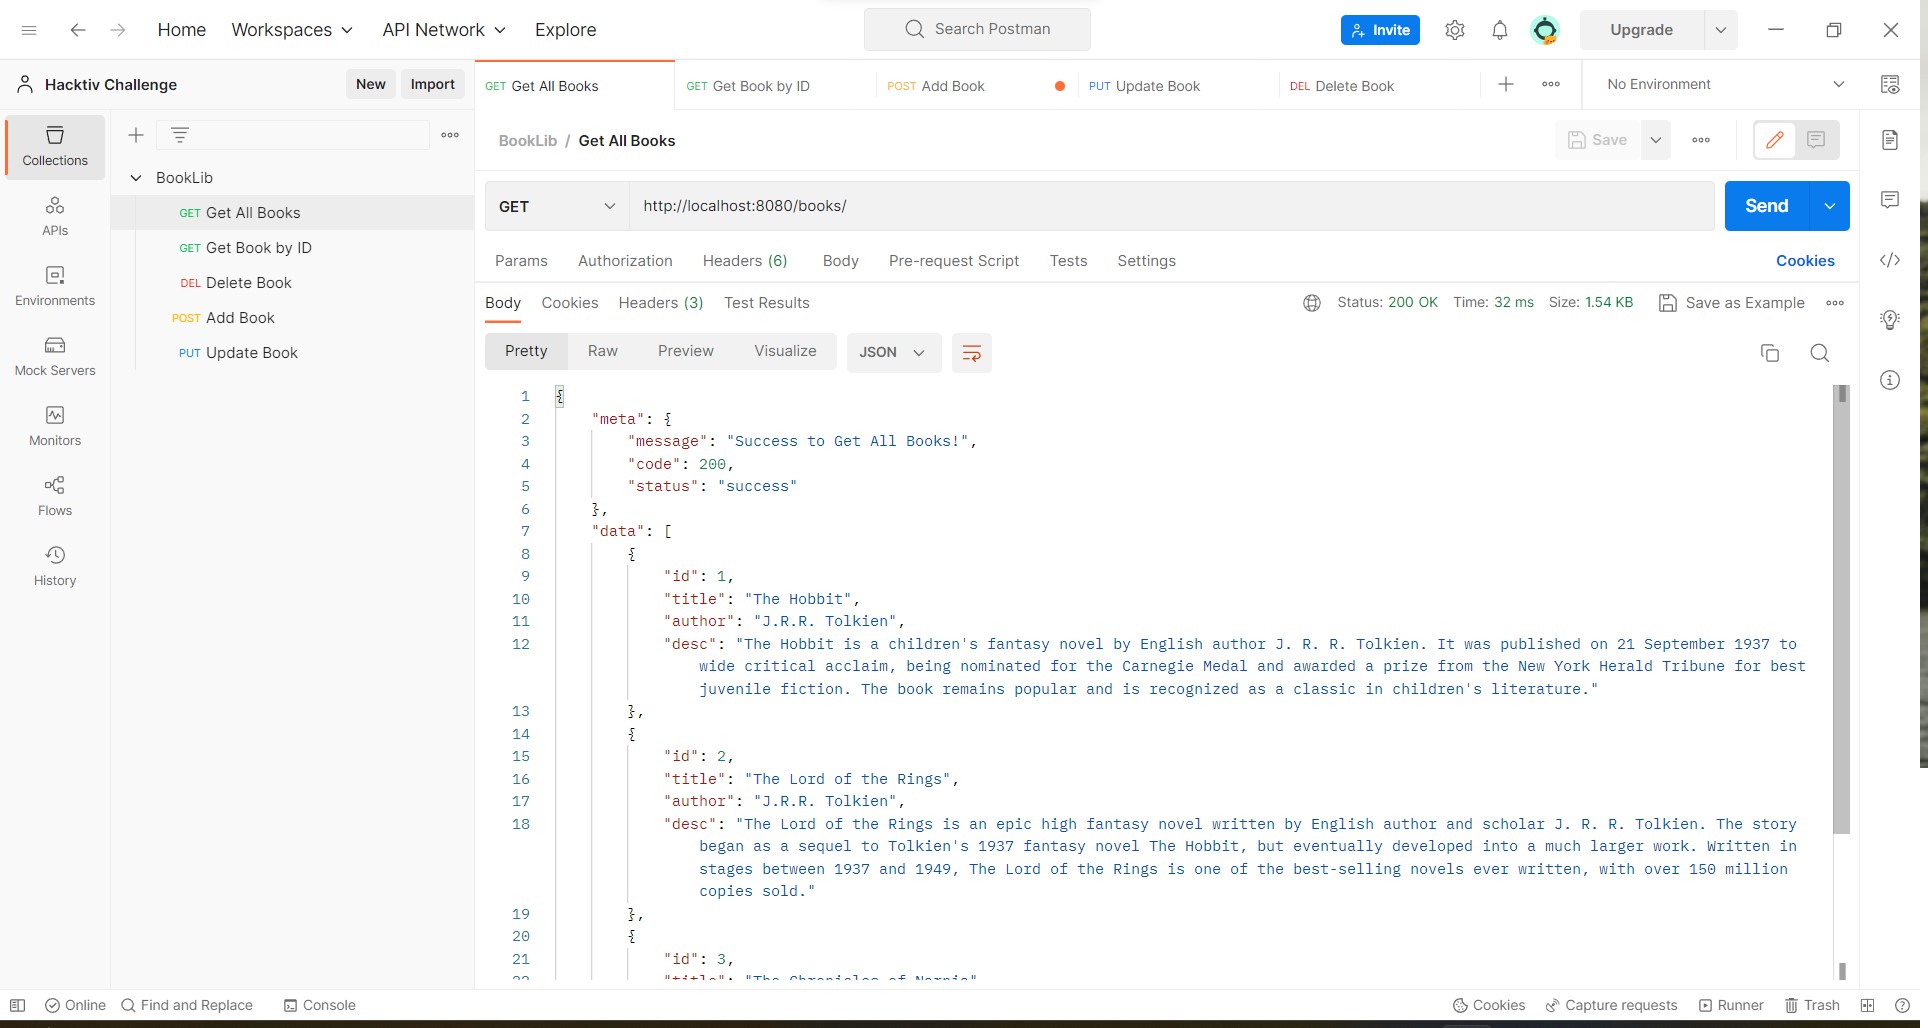 Home Workspaces API Network Explore Search Postman Invite Upgrade
Hacktiv Challenge New Import
GET Get All Books GET Get Book by ID POST Add Book PUT Update Book DEL Delete Book No Environment
Collections
APIs
Environments
Mock Servers
Monitors
Flows
History
BookLib
GET Get All Books
GET Get Book by ID
DEL Delete Book
POST Add Book
PUT Update Book
BookLib / Get All Books Save
GET http://localhost:8080/books/ Send
Params Authorization Headers (6) Body Pre-request Script Tests Settings Cookies
Body Cookies Headers (3) Test Results Status: 200 OK Time: 32 ms Size: 1.54 KB Save as Example
Pretty Raw Preview Visualize JSON
1 {
2 "meta": {
3 "message": "Success to Get All Books!",
4 "code": 200,
5 "status": "success"
6 },
7 "data": [
8 {
9 "id": 1,
10 "title": "The Hobbit",
11 "author": "J.R.R. Tolkien",
12 "desc": "The Hobbit is a children's fantasy novel by English author J. R. R. Tolkien. It was published on 21 September 1937 to
wide critical acclaim, being nominated for the Carnegie Medal and awarded a prize from the New York Herald Tribune for best
juvenile fiction. The book remains popular and is recognized as a classic in children's literature."
13 },
14 {
15 "id": 2,
16 "title": "The Lord of the Rings",
17 "author": "J.R.R. Tolkien",
18 "desc": "The Lord of the Rings is an epic high fantasy novel written by English author and scholar J. R. R. Tolkien. The story
began as a sequel to Tolkien's 1937 fantasy novel The Hobbit, but eventually developed into a much larger work. Written in
stages between 1937 and 1949, The Lord of the Rings is one of the best-selling novels ever written, with over 150 million
copies sold."
19 },
20 {
21 "id": 3,
22 "title": "The Chronicles of Narnia"
Online Find and Replace Console Cookies Capture requests Runner Trash